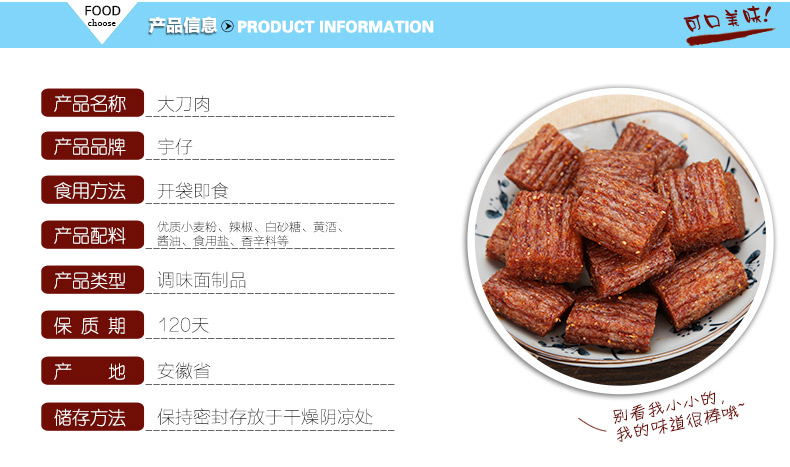 FOOD
choose
产品信息 PRODUCT INFORMATION
可口美味!
产品名称 大刀肉
产品品牌 宇仔
食用方法 开袋即食
产品配料 优质小麦粉、辣椒、白砂糖、黄酒、
酱油、食用盐、香辛料等
产品类型 调味面制品
保质期 120天
产地 安徽省
储存方法 保持密封存放于干燥阴凉处
别看我小小的,
我的味道很棒哦~